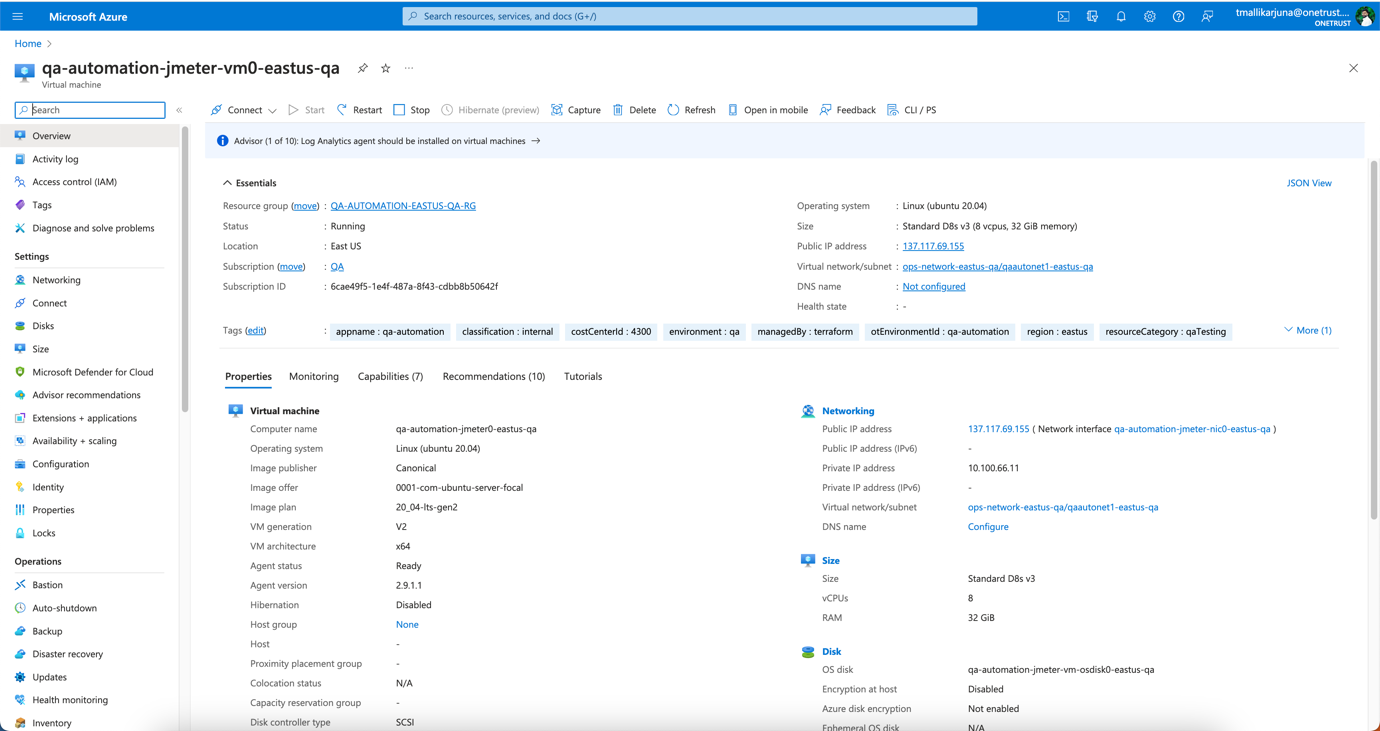 Microsoft Azure
Search resources, services, and docs (G+/)
tmallikarjuna@onetrust....
ONETRUST
Home
qa-automation-jmeter-vm0-eastus-qa
Virtual machine
Search
Connect Start Restart Stop Hibernate (preview) Capture Delete Refresh Open in mobile Feedback CLI / PS
Advisor (1 of 10): Log Analytics agent should be installed on virtual machines →
Overview
Activity log
Access control (IAM)
Tags
Diagnose and solve problems
Settings
Networking
Connect
Disks
Size
Microsoft Defender for Cloud
Advisor recommendations
Extensions + applications
Availability + scaling
Configuration
Identity
Properties
Locks
Operations
Bastion
Auto-shutdown
Backup
Disaster recovery
Updates
Health monitoring
Inventory
Essentials
JSON View
Resource group (move) : QA-AUTOMATION-EASTUS-QA-RG
Status : Running
Location : East US
Subscription (move) : QA
Subscription ID : 6cae49f5-1e4f-487a-8f43-cdbb8b50642f
Operating system : Linux (ubuntu 20.04)
Size : Standard D8s v3 (8 vcpus, 32 GiB memory)
Public IP address : 137.117.69.155
Virtual network/subnet : ops-network-eastus-qa/qaautonet1-eastus-qa
DNS name : Not configured
Health state : -
Tags (edit) : appname : qa-automation classification : internal costCenterId : 4300 environment : qa managedBy : terraform otEnvironmentId : qa-automation region : eastus resourceCategory : qaTesting More (1)
Properties Monitoring Capabilities (7) Recommendations (10) Tutorials
Virtual machine
Computer name qa-automation-jmeter0-eastus-qa
Operating system Linux (ubuntu 20.04)
Image publisher Canonical
Image offer 0001-com-ubuntu-server-focal
Image plan 20_04-lts-gen2
VM generation V2
VM architecture x64
Agent status Ready
Agent version 2.9.1.1
Hibernation Disabled
Host group None
Host -
Proximity placement group -
Colocation status N/A
Capacity reservation group -
Disk controller type SCSI
Networking
Public IP address 137.117.69.155 ( Network interface qa-automation-jmeter-nic0-eastus-qa )
Public IP address (IPv6) -
Private IP address 10.100.66.11
Private IP address (IPv6) -
Virtual network/subnet ops-network-eastus-qa/qaautonet1-eastus-qa
DNS name Configure
Size
Size Standard D8s v3
vCPUs 8
RAM 32 GiB
Disk
OS disk qa-automation-jmeter-vm-osdisk0-eastus-qa
Encryption at host Disabled
Azure disk encryption Not enabled
Ephemeral OS disk N/A